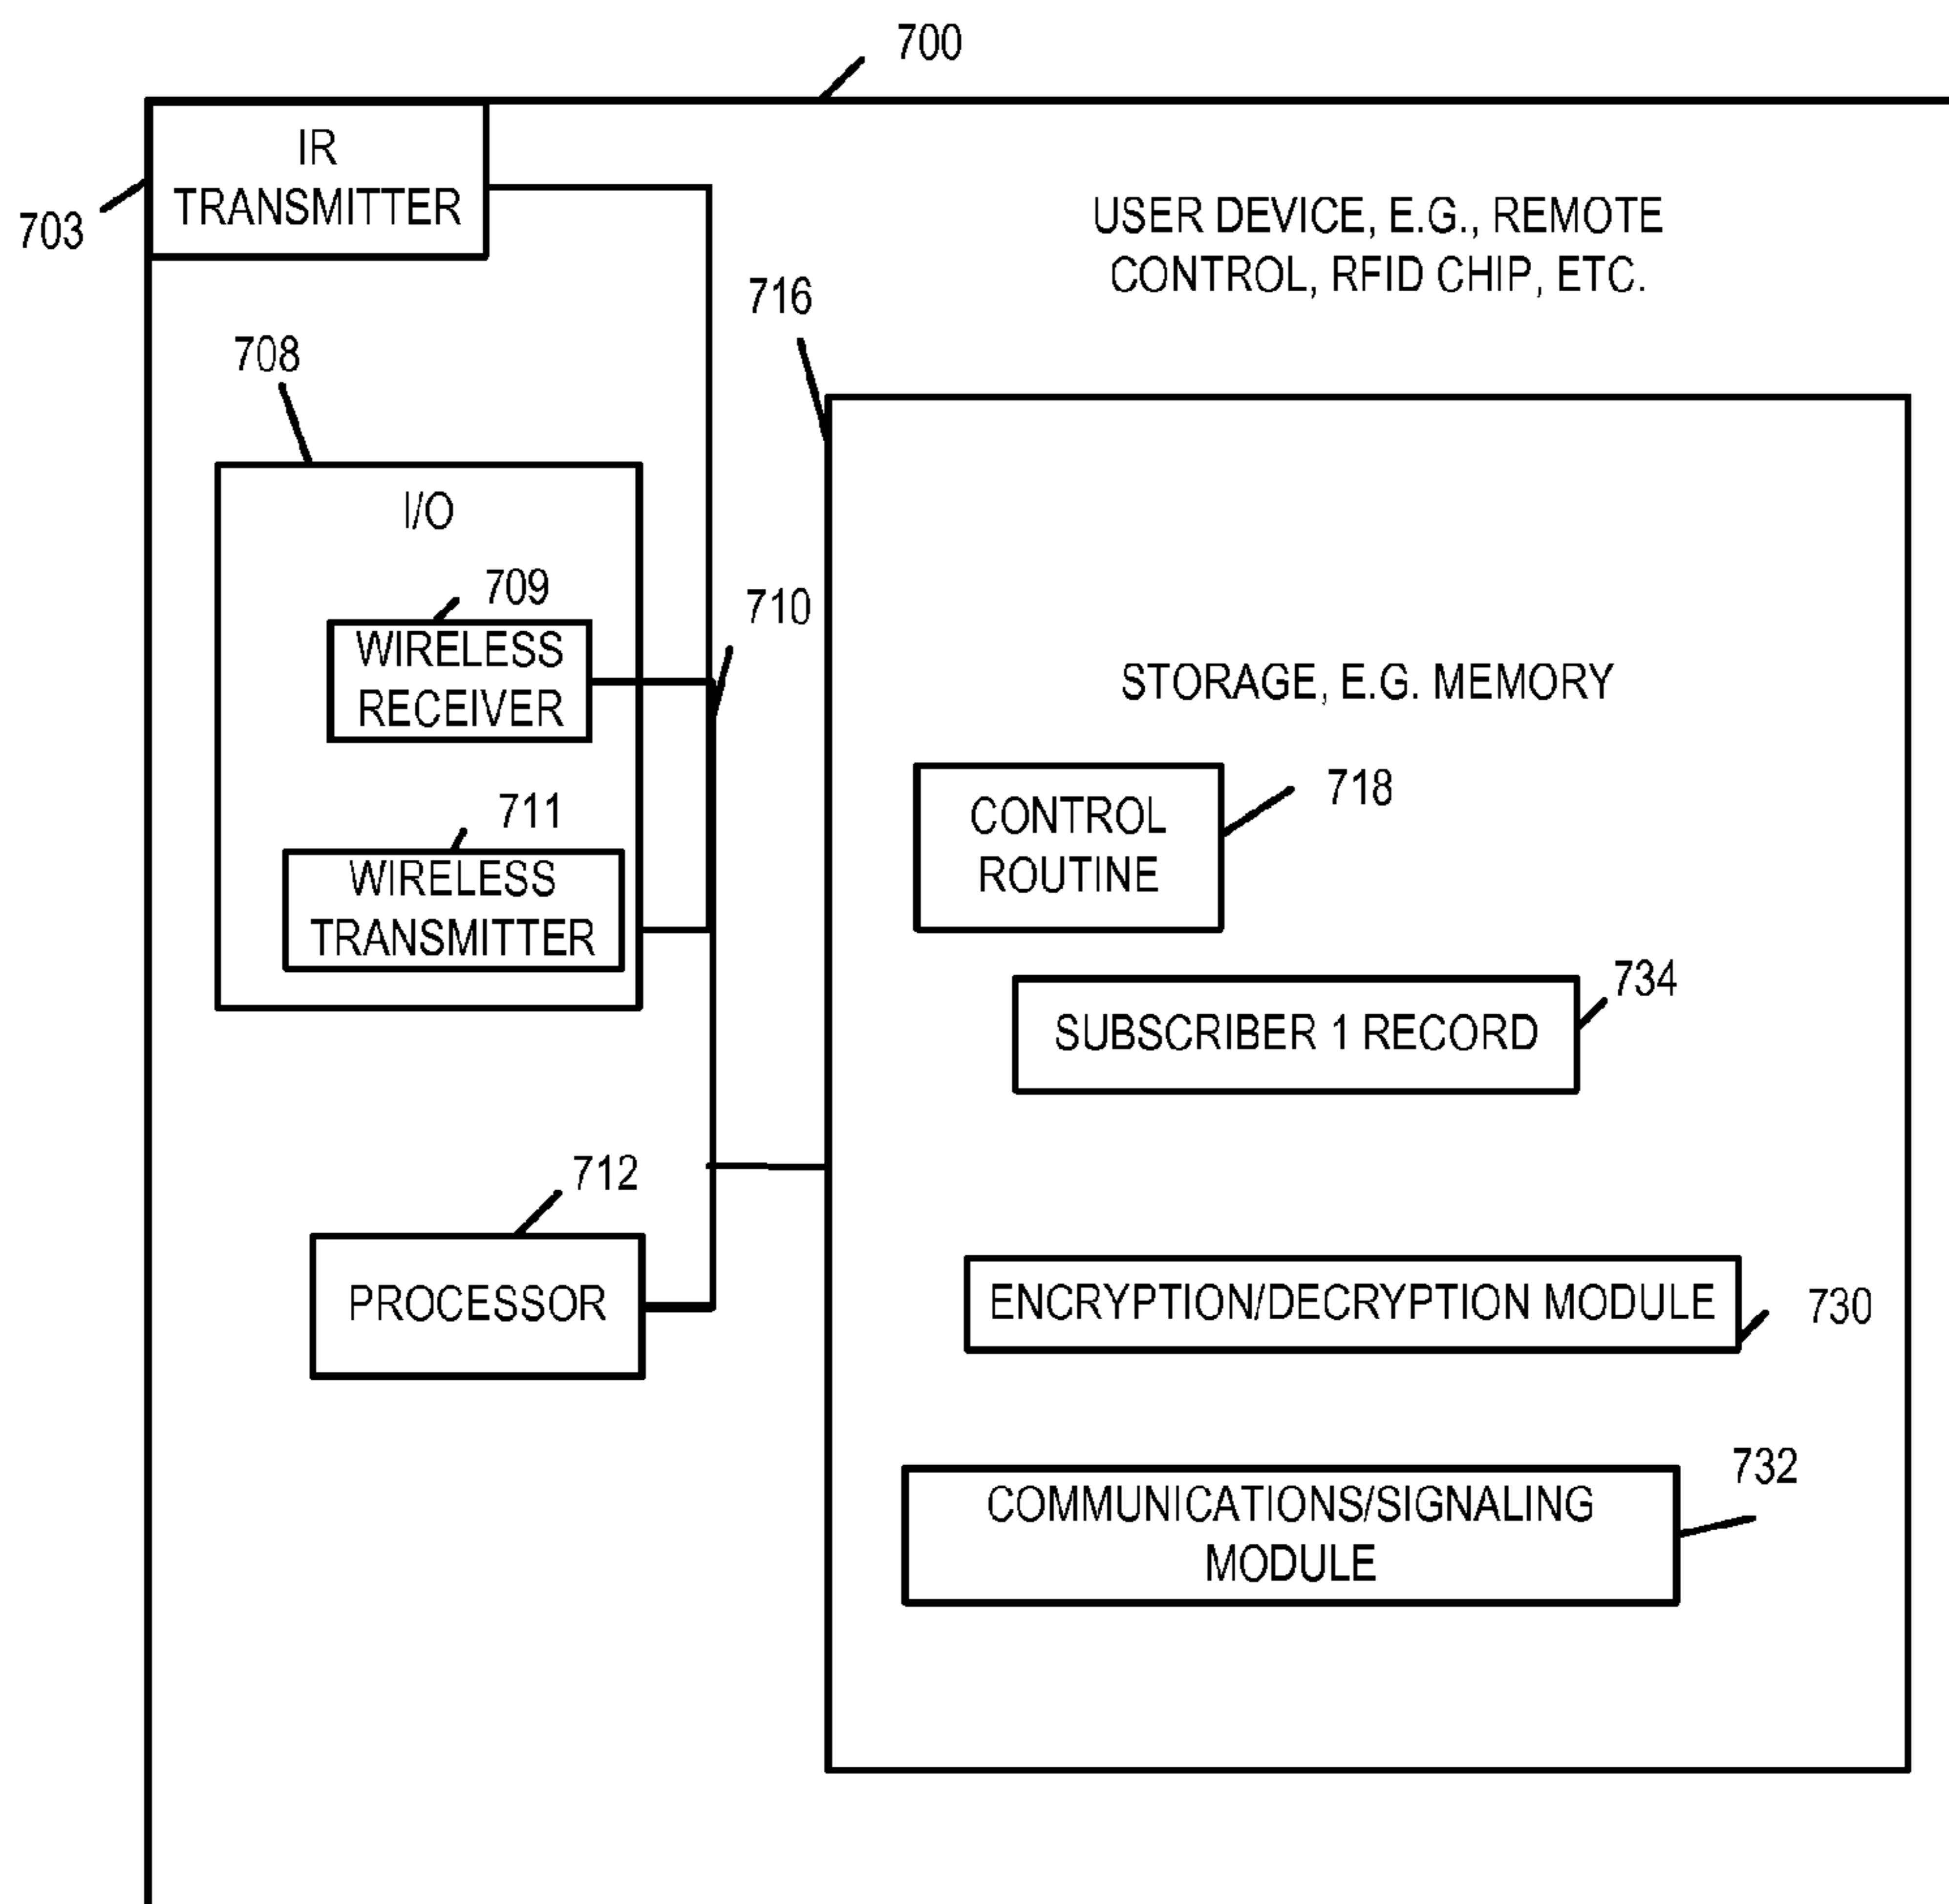 700
IR
TRANSMITTER
703
USER DEVICE, E.G., REMOTE
CONTROL, RFID CHIP, ETC.
716
708
I/O
709
WIRELESS
RECEIVER
710
711
WIRELESS
TRANSMITTER
712
PROCESSOR
STORAGE, E.G. MEMORY
CONTROL
ROUTINE
718
734
SUBSCRIBER 1 RECORD
ENCRYPTION/DECRYPTION MODULE
730
732
COMMUNICATIONS/SIGNALING
MODULE